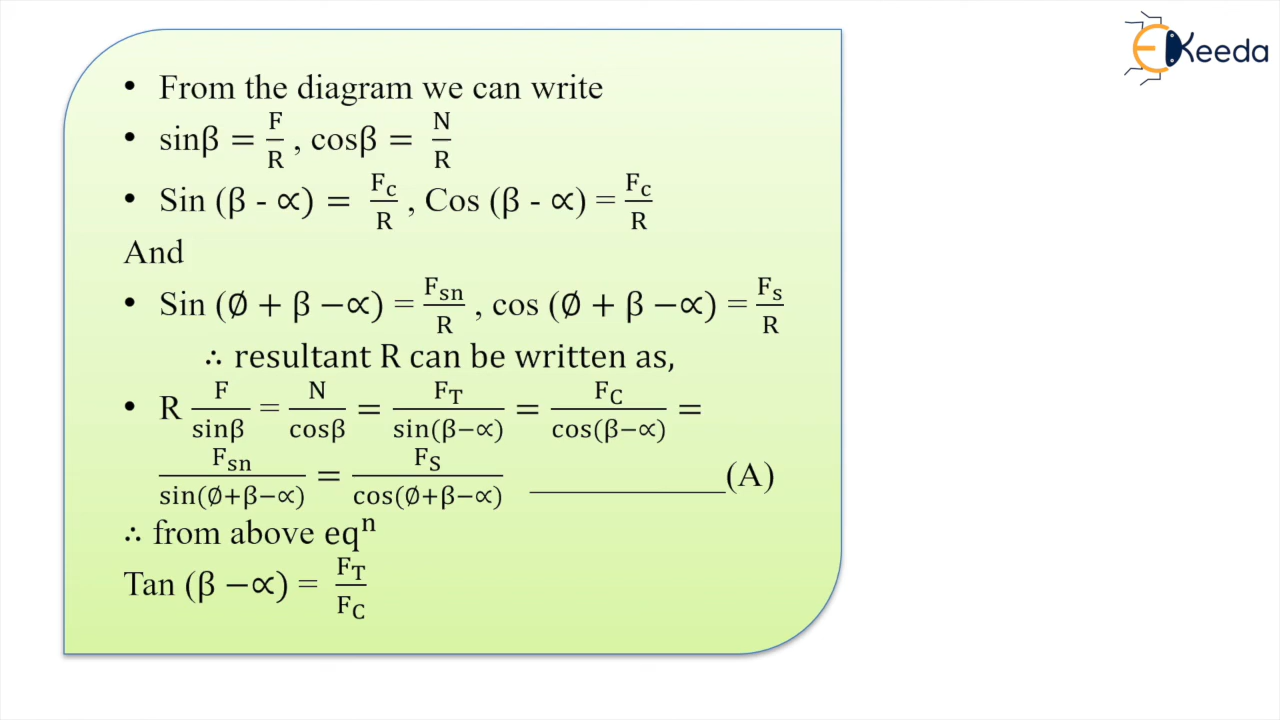 EKeeda
• From the diagram we can write
• sinβ = F/R , cosβ = N/R
• Sin (β - ∝) = F_c/R , Cos (β - ∝) = F_c/R
And
• Sin (∅ + β −∝) = F_sn/R , cos (∅ + β −∝) = F_s/R
∴ resultant R can be written as,
• R F/sinβ = N/cosβ = F_T/sin(β−∝) = F_C/cos(β−∝) =
F_sn/sin(∅+β−∝) = F_S/cos(∅+β−∝) ____________(A)
∴ from above eqⁿ
Tan (β −∝) = F_T/F_C